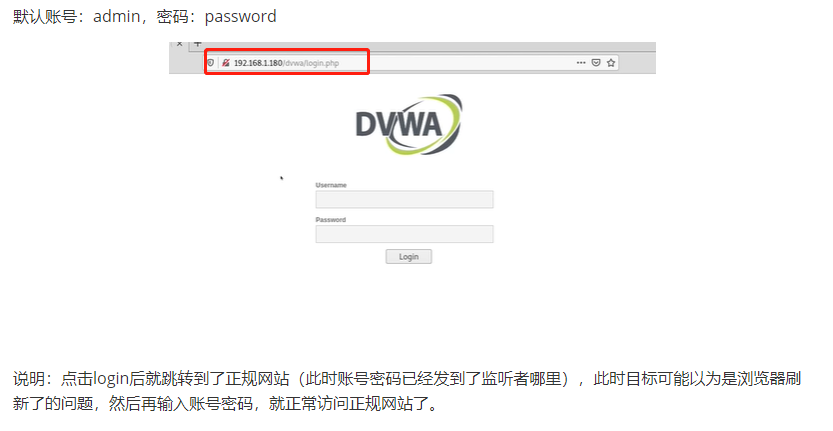 默认账号：admin，密码：password
192.168.1.180/dvwa/login.php
DVWA
Username
Password
Login
说明：点击login后就跳转到了正规网站（此时账号密码已经发到了监听者哪里），此时目标可能以为是浏览器刷
新了的问题，然后再输入账号密码，就正常访问正规网站了。